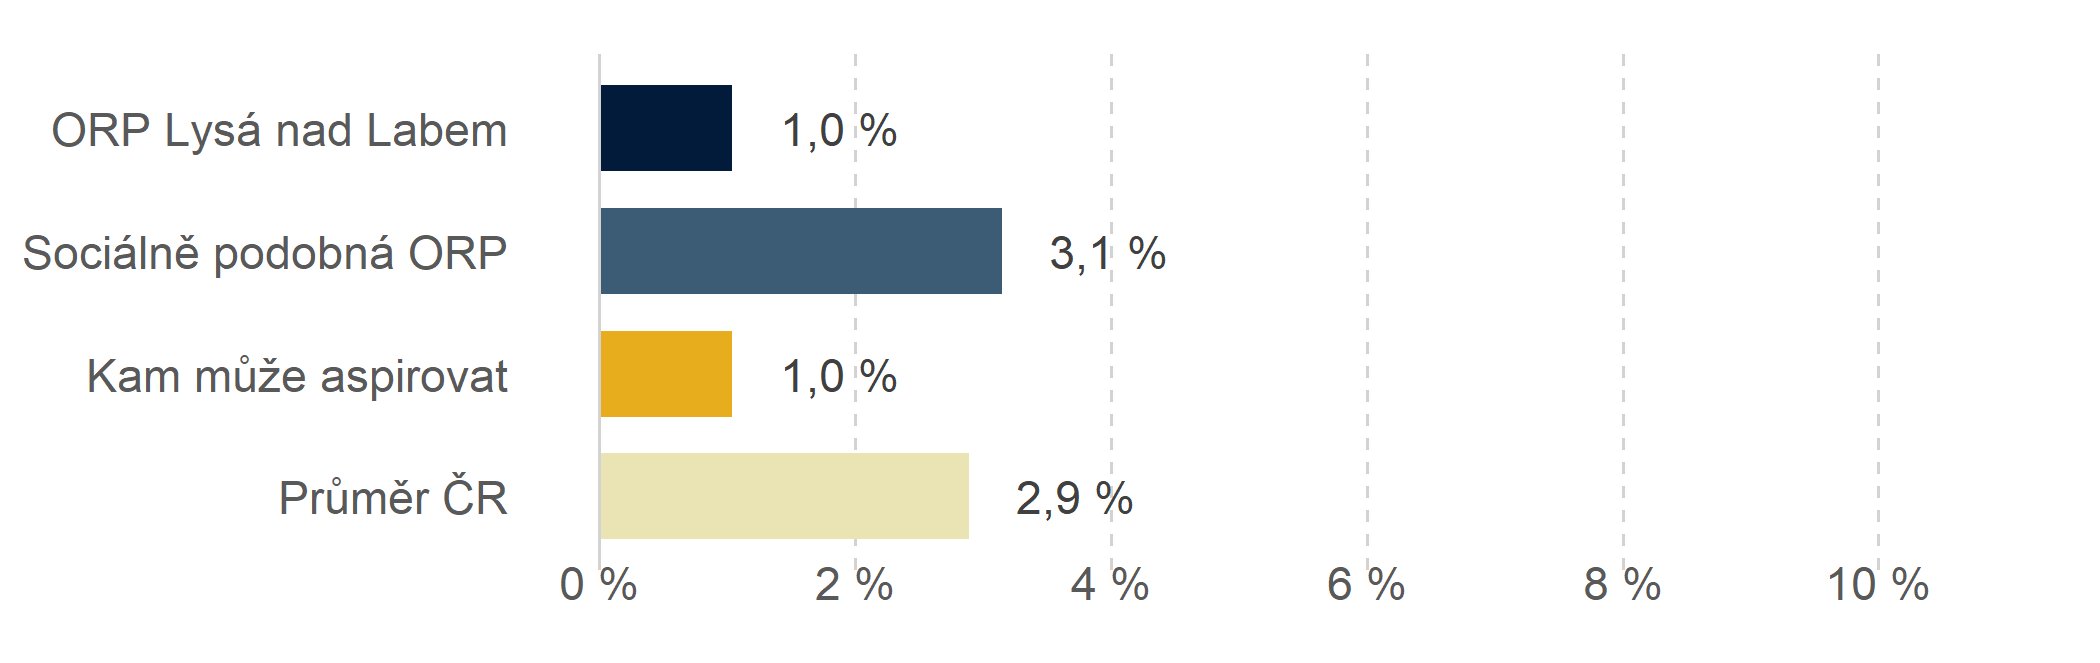 ORP Lysá nad Labem 1,0 %
Sociálně podobná ORP 3,1 %
Kam může aspirovat 1,0 %
Průměr ČR 2,9 %
0 % 2 % 4 % 6 % 8 % 10 %